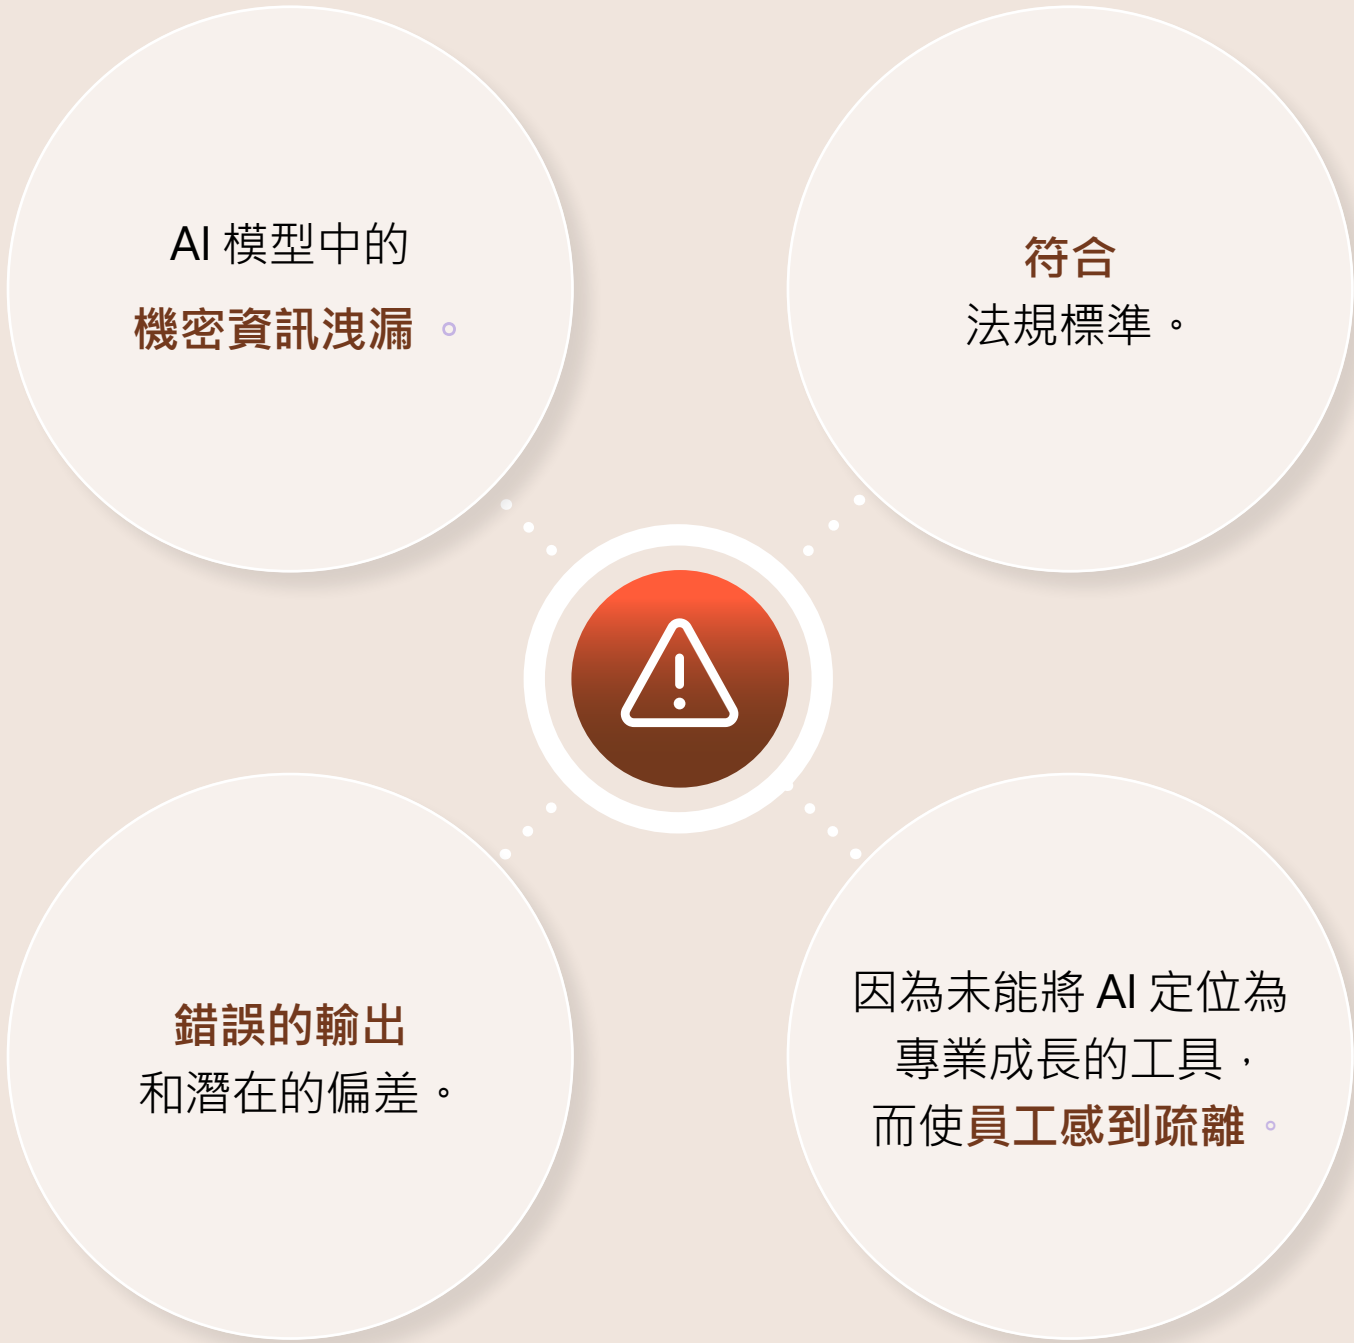 AI 模型中的
機密資訊洩漏 。
符合
法規標準。
錯誤的輸出
和潛在的偏差。
因為未能將 AI 定位為
專業成長的工具，
而使員工感到疏離。